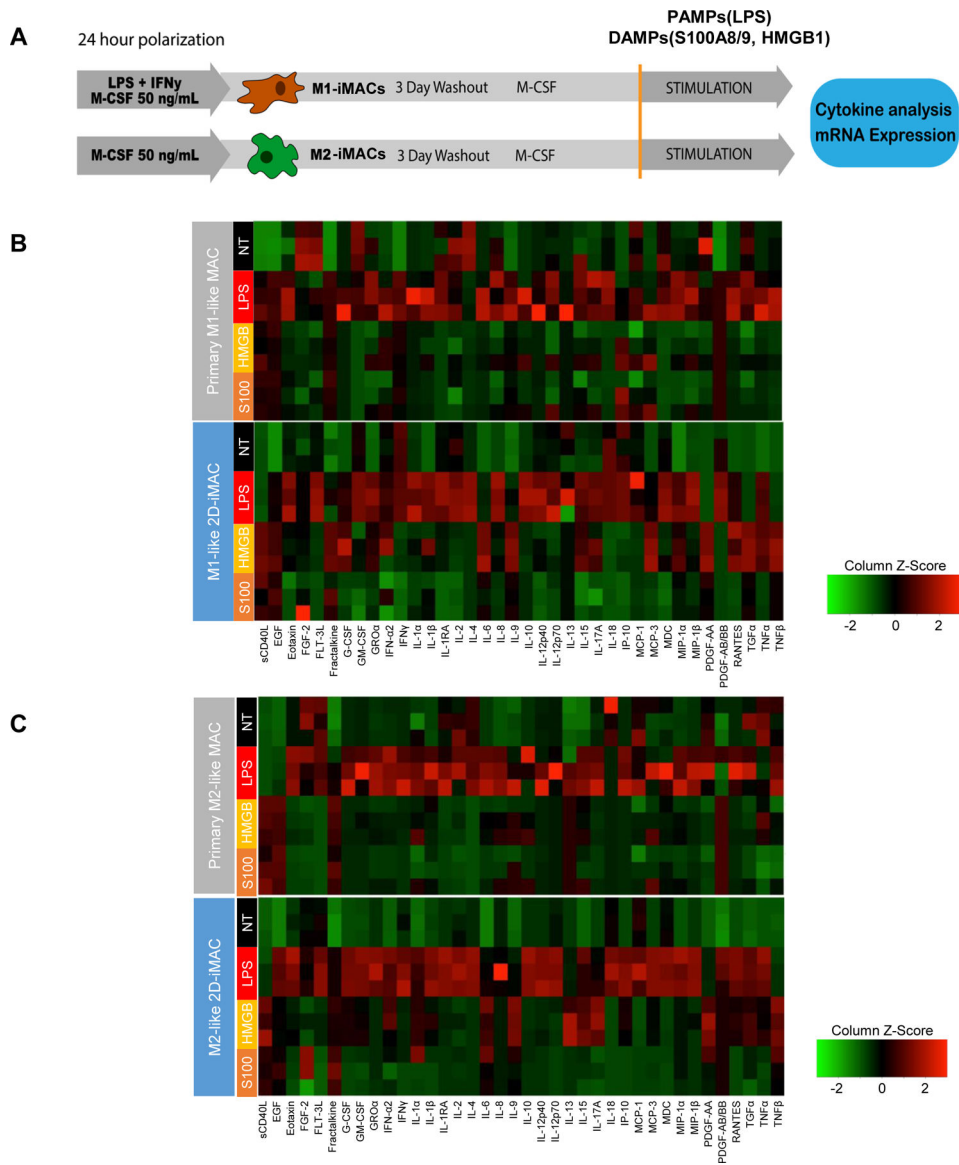 A
24 hour polarization
PAMPs(LPS)
DAMPs(S100A8/9, HMGB1)
LPS + IFNγ
M-CSF 50 ng/mL
M1-iMACs 3 Day Washout M-CSF
STIMULATION
M-CSF 50 ng/mL
M2-iMACs 3 Day Washout M-CSF
STIMULATION
Cytokine analysis
mRNA Expression
B
Primary M1-like MAC
NT
LPS
HMGB
S100
M1-like 2D-iMAC
NT
LPS
HMGB
S100
sCD40L
EGF
Eotaxin
FGF-2
FLT-3L
Fractalkine
G-CSF
GM-CSF
GROα
IFN-α2
IFNγ
IL-1α
IL-1β
IL-1RA
IL-2
IL-4
IL-6
IL-8
IL-9
IL-10
IL-12p40
IL-12p70
IL-13
IL-15
IL-17A
IL-18
IP-10
MCP-1
MCP-3
MDC
MIP-1α
MIP-1β
PDGF-AA
PDGF-AB/BB
RANTES
TGFα
TNFα
TNFβ
Column Z-Score
-2 0 2
C
Primary M2-like MAC
NT
LPS
HMGB
S100
M2-like 2D-iMAC
NT
LPS
HMGB
S100
sCD40L
EGF
Eotaxin
FGF-2
FLT-3L
Fractalkine
G-CSF
GM-CSF
GROα
IFN-α2
IFNγ
IL-1α
IL-1β
IL-1RA
IL-2
IL-4
IL-6
IL-8
IL-9
IL-10
IL-12p40
IL-12p70
IL-13
IL-15
IL-17A
IL-18
IP-10
MCP-1
MCP-3
MDC
MIP-1α
MIP-1β
PDGF-AA
PDGF-AB/BB
RANTES
TGFα
TNFα
TNFβ
Column Z-Score
-2 0 2